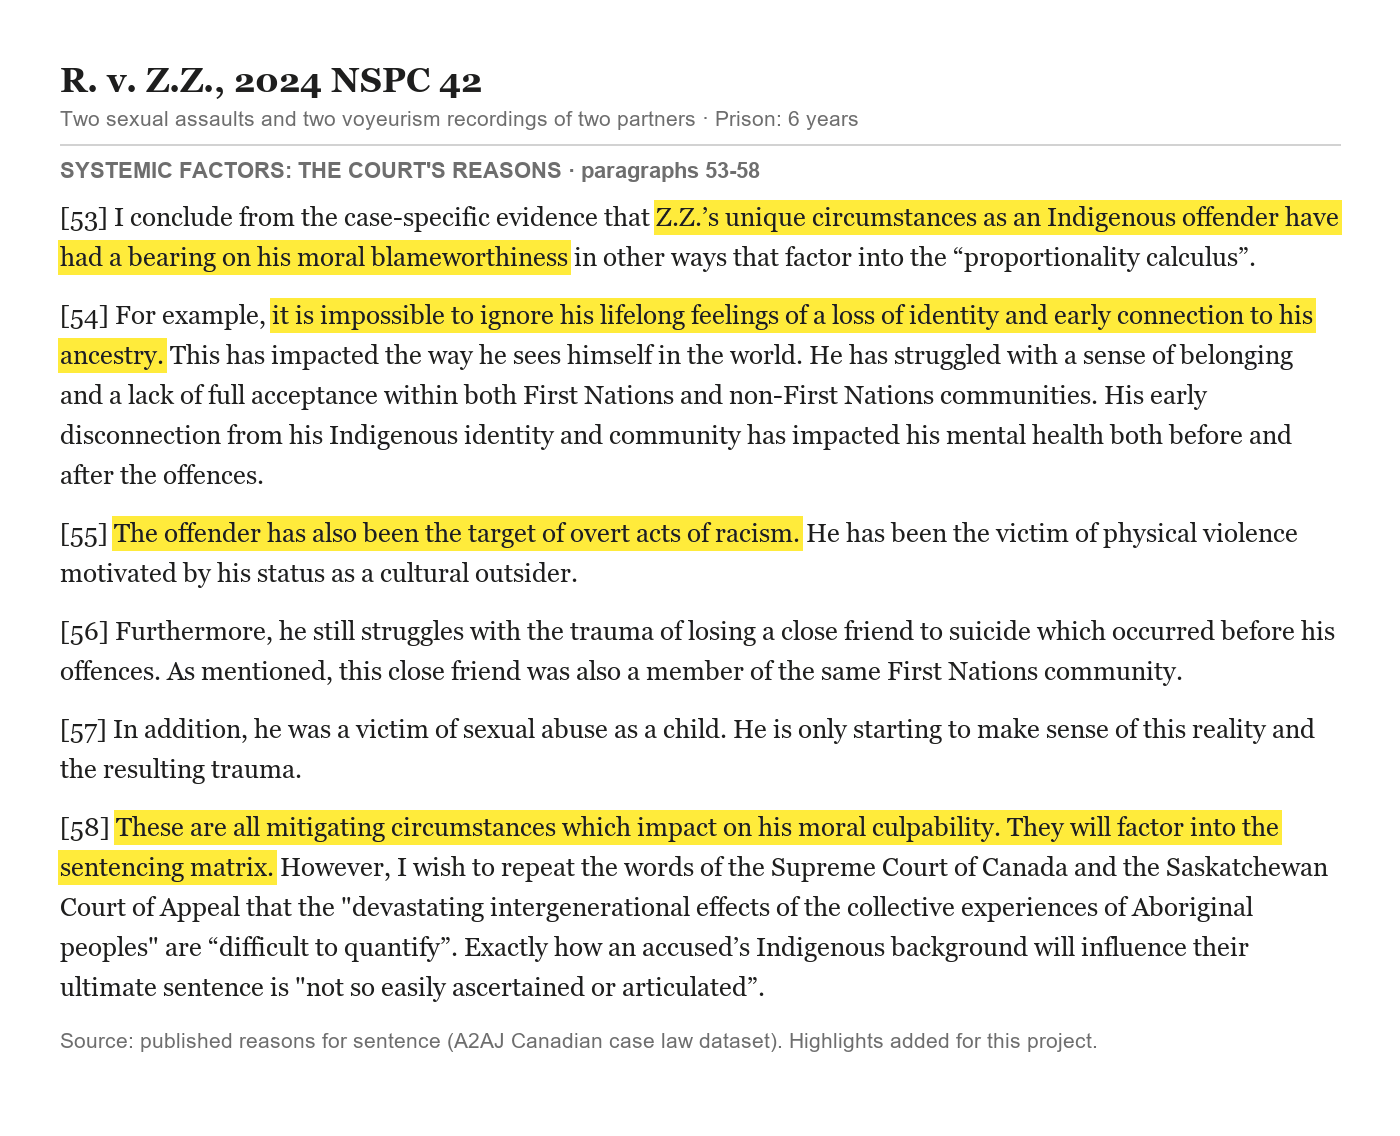 R. v. Z.Z., 2024 NSPC 42
Two sexual assaults and two voyeurism recordings of two partners · Prison: 6 years
SYSTEMIC FACTORS: THE COURT'S REASONS · paragraphs 53-58
[53] I conclude from the case-specific evidence that Z.Z.’s unique circumstances as an Indigenous offender have
had a bearing on his moral blameworthiness in other ways that factor into the “proportionality calculus”.
[54] For example, it is impossible to ignore his lifelong feelings of a loss of identity and early connection to his
ancestry. This has impacted the way he sees himself in the world. He has struggled with a sense of belonging
and a lack of full acceptance within both First Nations and non-First Nations communities. His early
disconnection from his Indigenous identity and community has impacted his mental health both before and
after the offences.
[55] The offender has also been the target of overt acts of racism. He has been the victim of physical violence
motivated by his status as a cultural outsider.
[56] Furthermore, he still struggles with the trauma of losing a close friend to suicide which occurred before his
offences. As mentioned, this close friend was also a member of the same First Nations community.
[57] In addition, he was a victim of sexual abuse as a child. He is only starting to make sense of this reality and
the resulting trauma.
[58] These are all mitigating circumstances which impact on his moral culpability. They will factor into the
sentencing matrix. However, I wish to repeat the words of the Supreme Court of Canada and the Saskatchewan
Court of Appeal that the "devastating intergenerational effects of the collective experiences of Aboriginal
peoples" are “difficult to quantify”. Exactly how an accused’s Indigenous background will influence their
ultimate sentence is "not so easily ascertained or articulated”.
Source: published reasons for sentence (A2AJ Canadian case law dataset). Highlights added for this project.